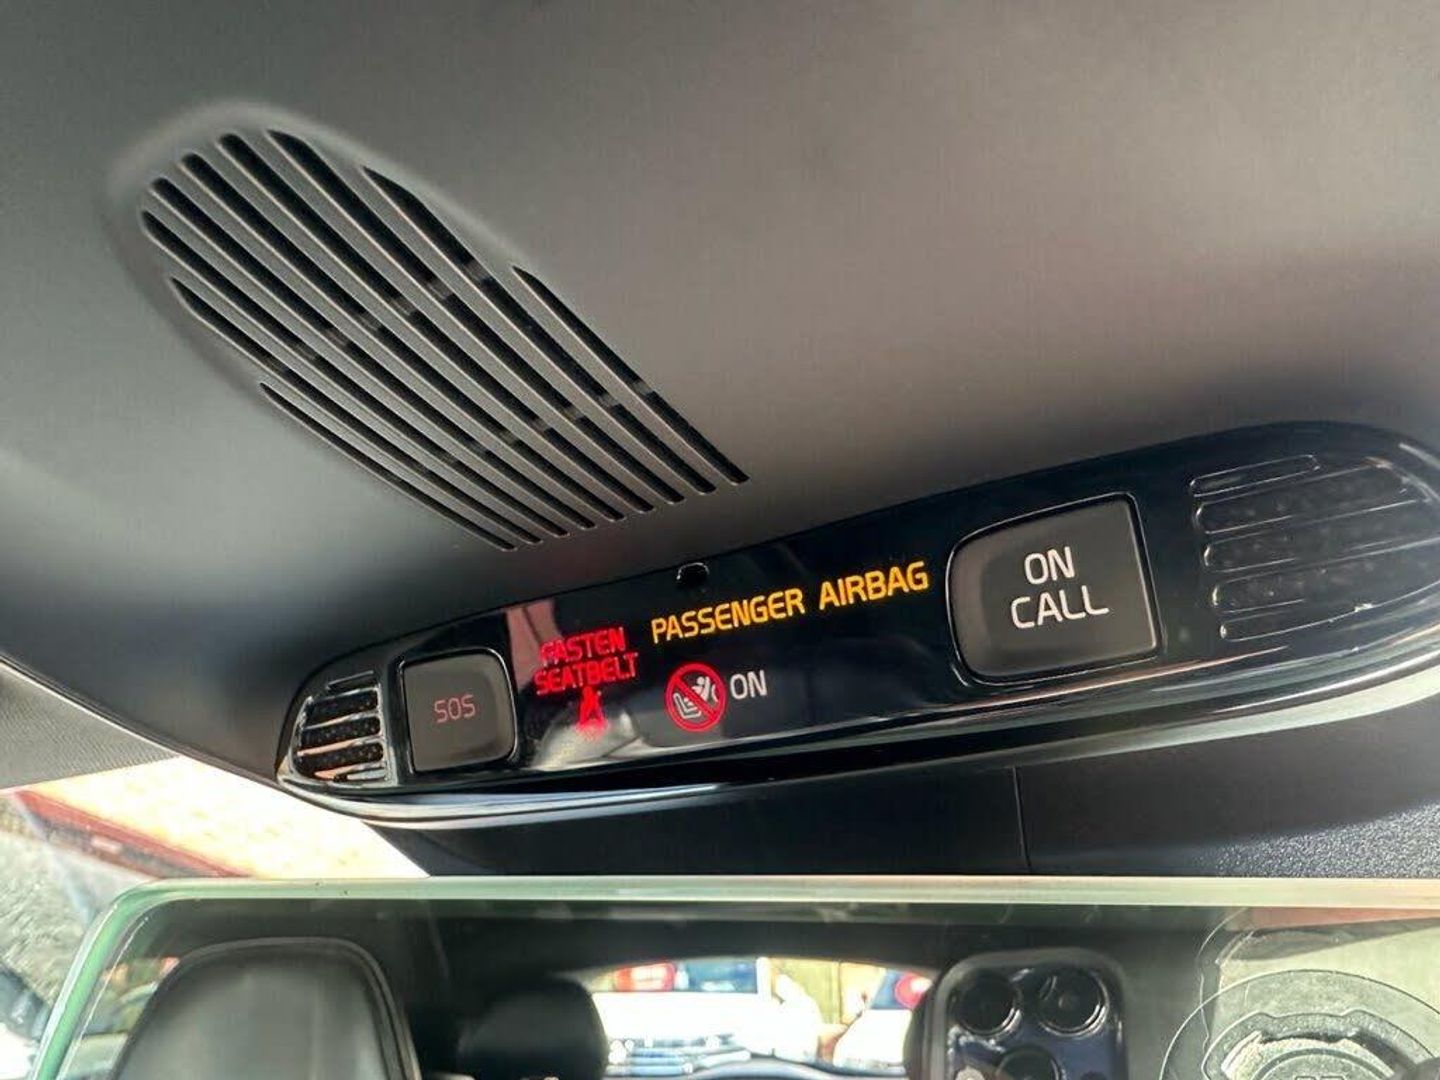 SOS
FASTEN
SEATBELT
PASSENGER AIRBAG
ON
ON
CALL